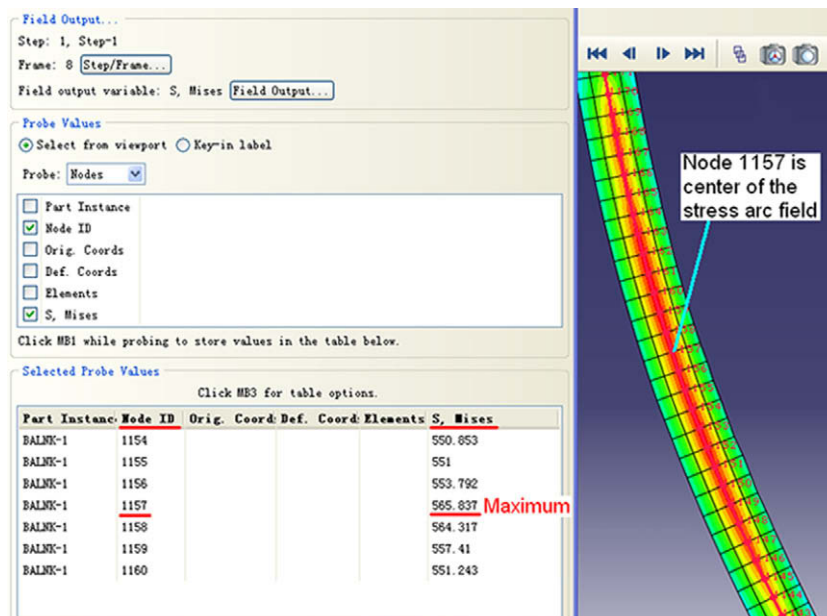 Field Output...
Step: 1, Step-1
Frame: 8 Step/Frame...
Field output variable: S, Mises Field Output...
Probe Values
Select from viewport Key-in label
Probe: Nodes
Part Instance
Node ID
Orig. Coords
Def. Coords
Elements
S, Mises
Click MB1 while probing to store values in the table below.
Selected Probe Values
Click MB3 for table options.
Part Instanc Node ID Orig. Coord Def. Coord Elements S, Mises
BALNK-1 1154 550.853
BALNK-1 1155 551
BALNK-1 1156 553.792
BALNK-1 1157 565.837 Maximum
BALNK-1 1158 564.317
BALNK-1 1159 557.41
BALNK-1 1160 551.243
Node 1157 is
center of the
stress arc field